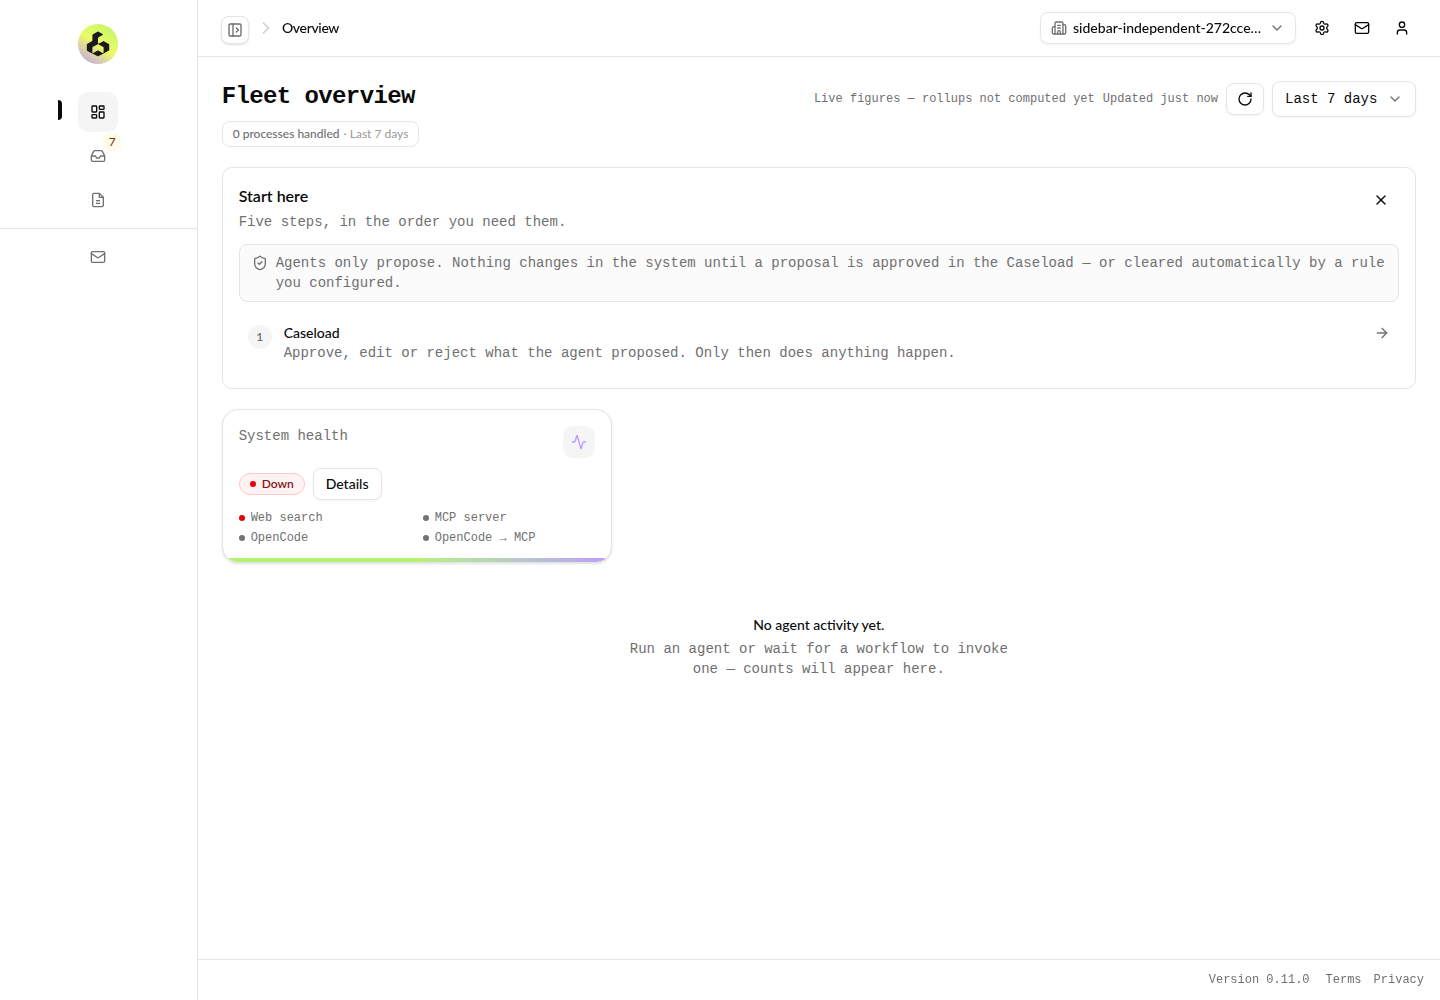 Overview
sidebar-independent-272cce...
7
Fleet overview
Live figures — rollups not computed yet Updated just now
Last 7 days
0 processes handled · Last 7 days
Start here
Five steps, in the order you need them.
Agents only propose. Nothing changes in the system until a proposal is approved in the Caseload — or cleared automatically by a rule
you configured.
1
Caseload
Approve, edit or reject what the agent proposed. Only then does anything happen.
System health
Down
Details
Web search
MCP server
OpenCode
OpenCode → MCP
No agent activity yet.
Run an agent or wait for a workflow to invoke
one — counts will appear here.
Version 0.11.0
Terms
Privacy